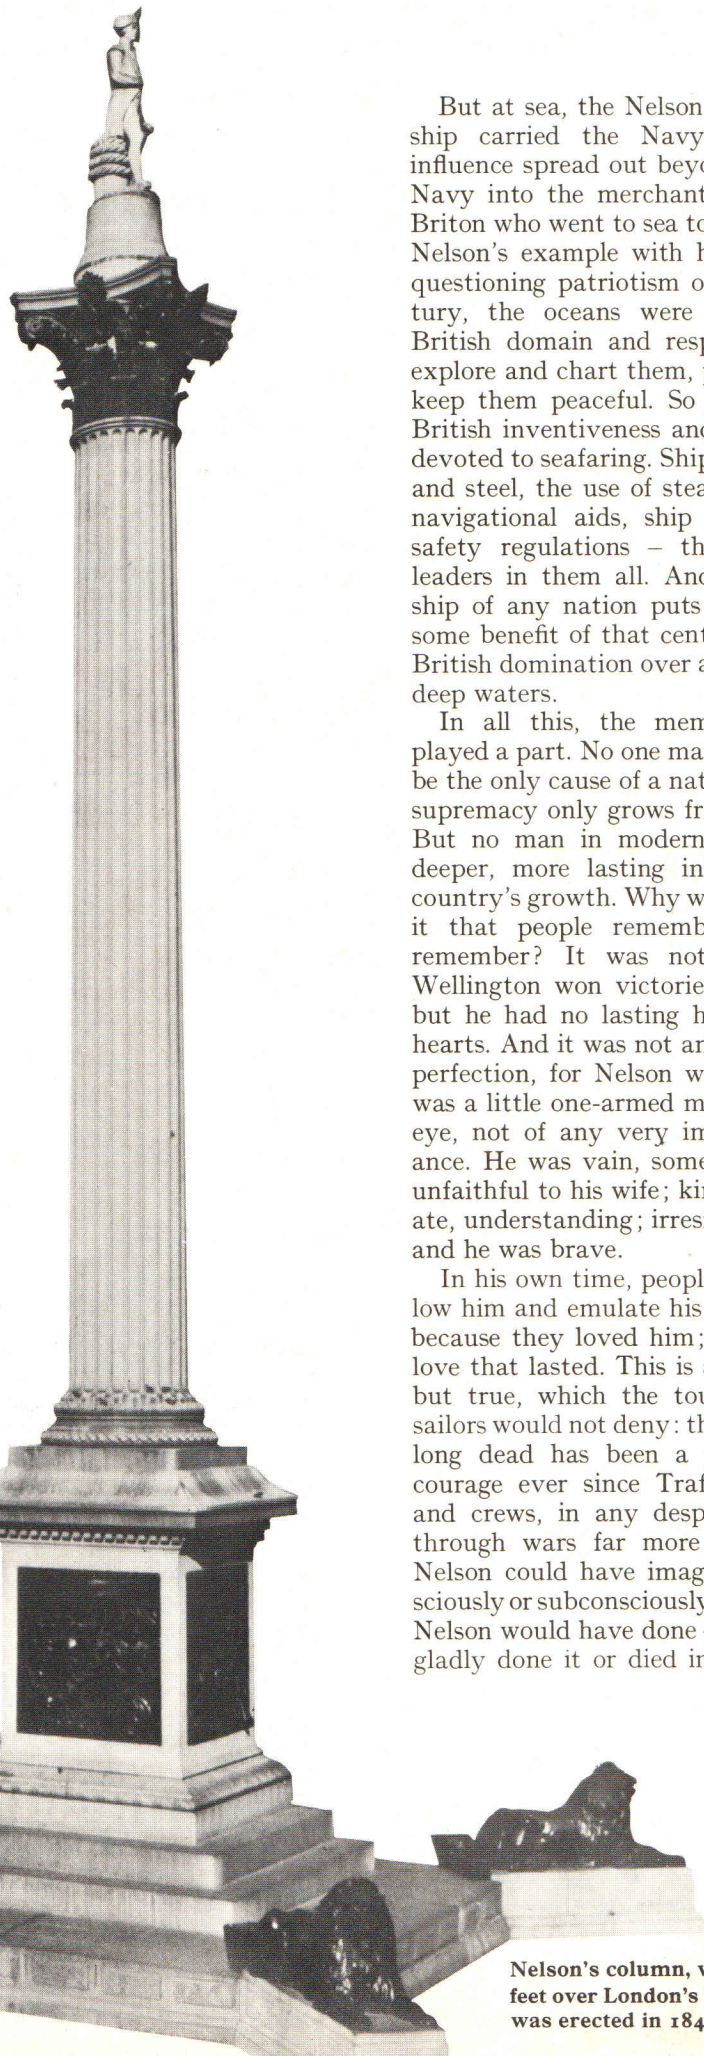 But at sea, the Nelson
ship carried the Navy
influence spread out beyo
Navy into the merchant
Briton who went to sea to
Nelson's example with h
questioning patriotism o
tury, the oceans were
British domain and resp
explore and chart them, p
keep them peaceful. So
British inventiveness and
devoted to seafaring. Ship
and steel, the use of stea
navigational aids, ship
safety regulations – th
leaders in them all. And
ship of any nation puts
some benefit of that cent
British domination over a
deep waters.
In all this, the mem
played a part. No one ma
be the only cause of a nat
supremacy only grows fr
But no man in modern
deeper, more lasting in
country's growth. Why w
it that people rememb
remember? It was not
Wellington won victorie
but he had no lasting h
hearts. And it was not an
perfection, for Nelson w
was a little one-armed m
eye, not of any very im
ance. He was vain, some
unfaithful to his wife; kin
ate, understanding; irresi
and he was brave.
In his own time, peopl
low him and emulate his
because they loved him;
love that lasted. This is a
but true, which the tou
sailors would not deny: th
long dead has been a p
courage ever since Traf
and crews, in any desp
through wars far more
Nelson could have imag
sciously or subconsciously
Nelson would have done
gladly done it or died in
Nelson's column, w
feet over London's
was erected in 184